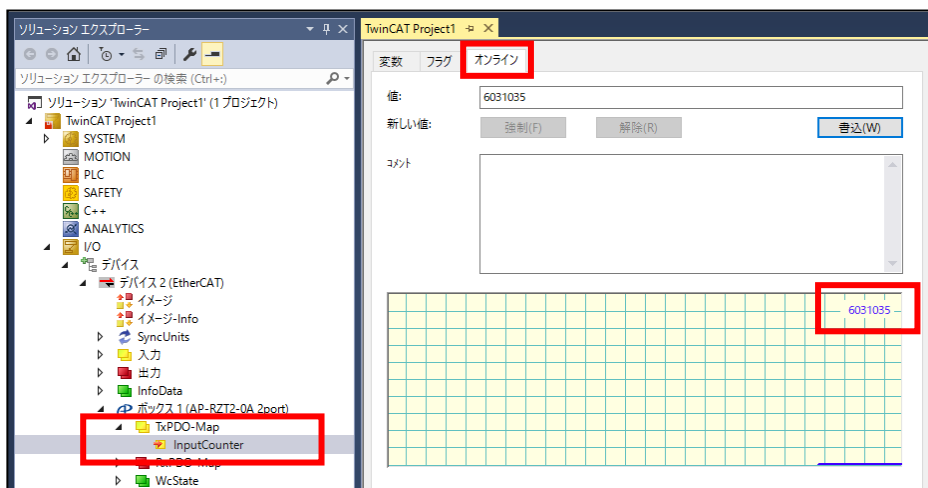 ソリューション エクスプローラー
ソリューション エクスプローラー の検索 (Ctrl+:)
ソリューション 'TwinCAT Project1' (1 プロジェクト)
TwinCAT Project1
SYSTEM
MOTION
PLC
SAFETY
C++
ANALYTICS
I/O
デバイス
デバイス 2 (EtherCAT)
イメージ
イメージ-Info
SyncUnits
入力
出力
InfoData
ボックス 1 (AP-RZT2-0A 2port)
TxPDO-Map
InputCounter
RxPDO-Map
WcState
TwinCAT Project1
変数 フラグ オンライン
値: 6031035
新しい値: 強制(F) 解除(R) 書込(W)
コメント
6031035